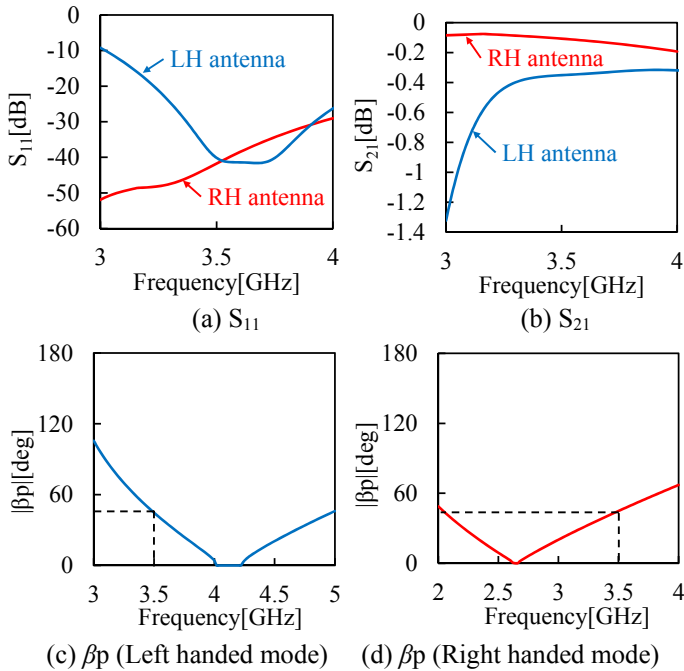 0
-10
-20
-30
-40
-50
-60
S11[dB]
LH antenna
RH antenna
3
3.5
4
Frequency[GHz]
(a) S11
0
-0.2
-0.4
-0.6
-0.8
-1
-1.2
-1.4
S21[dB]
RH antenna
LH antenna
3
3.5
4
Frequency[GHz]
(b) S21
180
120
60
0
|βp|[deg]
3
3.5
4
4.5
5
Frequency[GHz]
(c) βp (Left handed mode)
180
120
60
0
|βp|[deg]
2
2.5
3
3.5
4
Frequency[GHz]
(d) βp (Right handed mode)